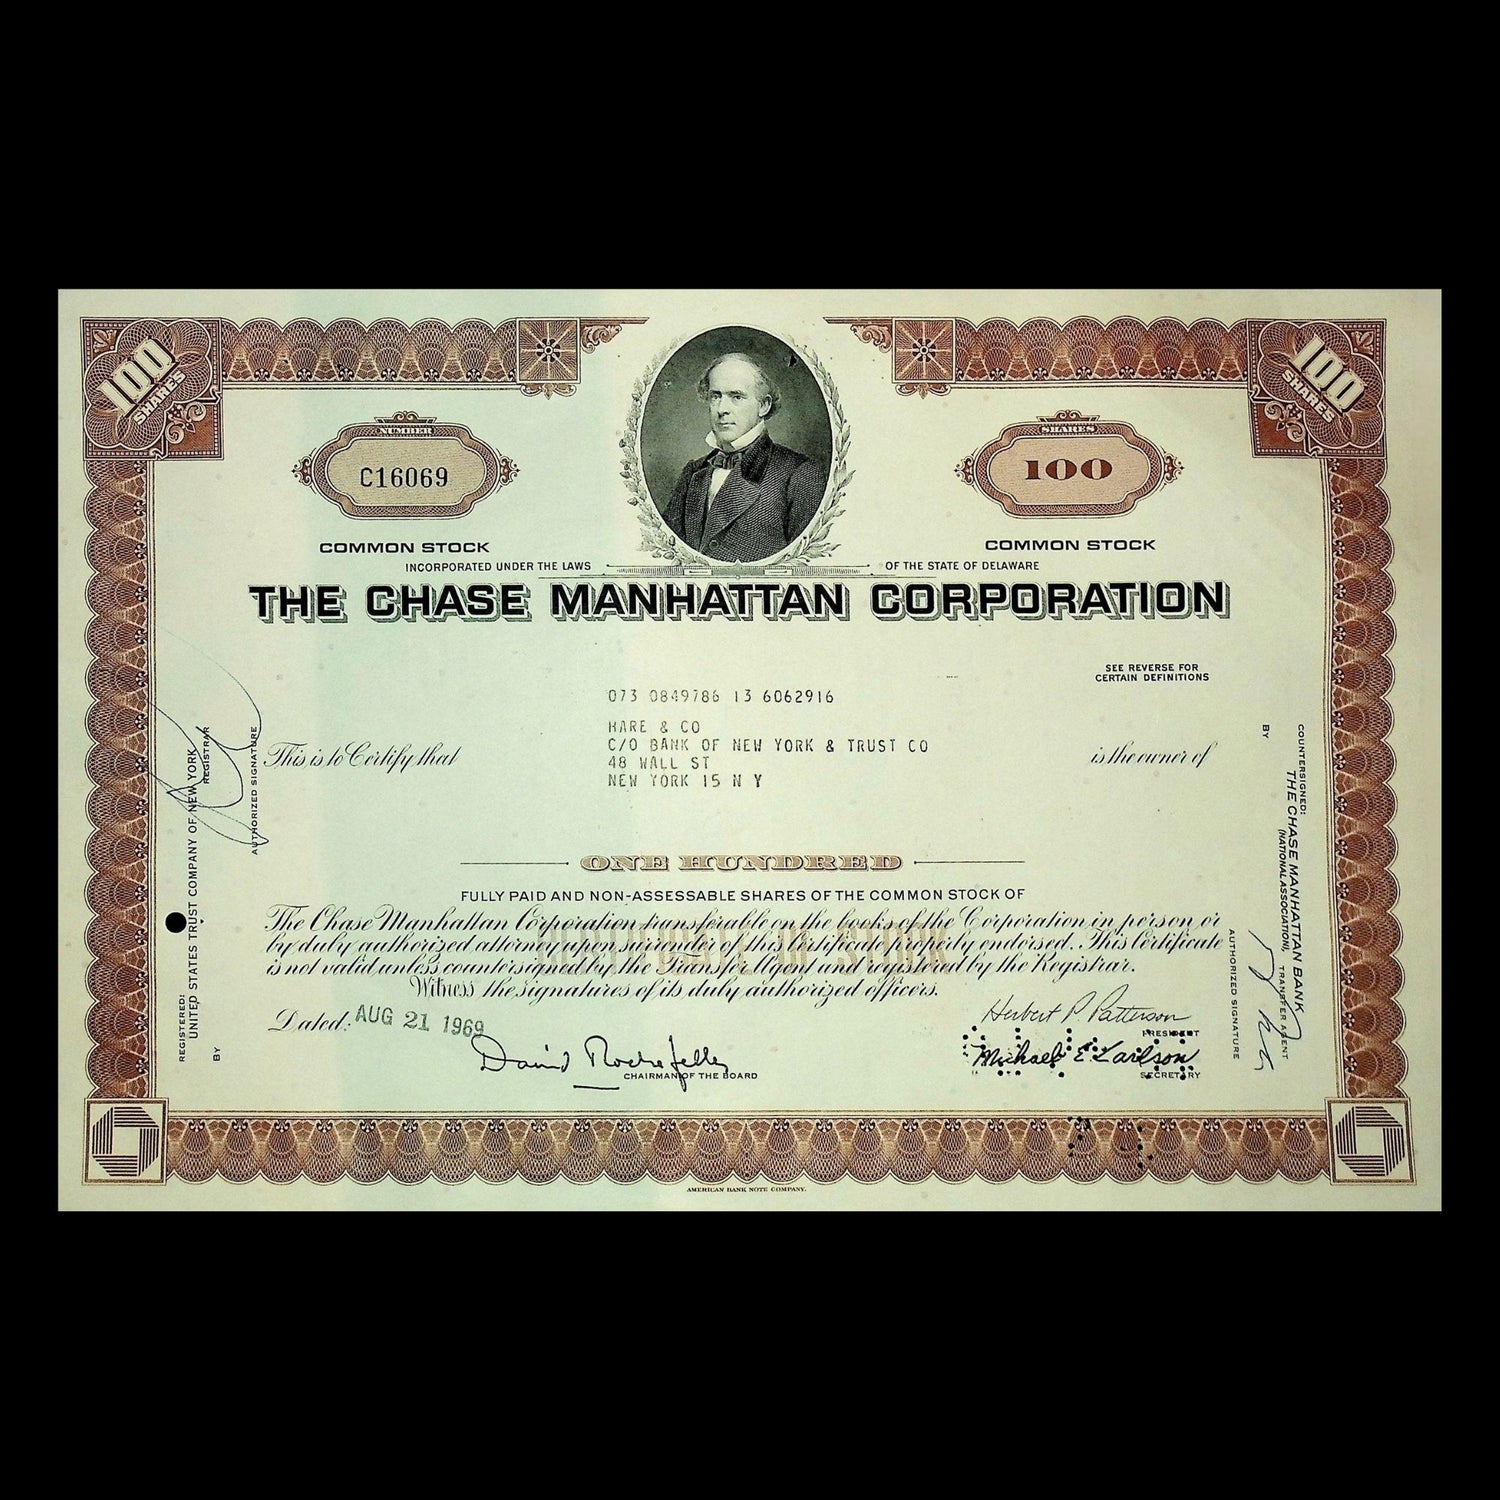 100 SHARES
100 SHARES
NUMBER
C16069
SHARES
100
COMMON STOCK
COMMON STOCK
INCORPORATED UNDER THE LAWS
OF THE STATE OF DELAWARE
THE CHASE MANHATTAN CORPORATION
SEE REVERSE FOR
CERTAIN DEFINITIONS
073 0849786 13 6062916
HARE & CO
C/O BANK OF NEW YORK & TRUST CO
48 WALL ST
NEW YORK 15 N Y
This is to Certify that
is the owner of
ONE HUNDRED
FULLY PAID AND NON-ASSESSABLE SHARES OF THE COMMON STOCK OF
The Chase Manhattan Corporation transferable on the books of the Corporation in person or
by duly authorized attorney upon surrender of this Certificate properly endorsed. This Certificate
is not valid unless countersigned by the Transfer Agent and registered by the Registrar.
Witness the signatures of its duly authorized officers.
CERTIFICATE OF STOCK
Dated: AUG 21 1969
David Rockefeller
CHAIRMAN OF THE BOARD
Herbert P. Patterson
PRESIDENT
Michael E. Carlson
SECRETARY
REGISTERED:
UNITED STATES TRUST COMPANY OF NEW YORK
REGISTRAR
BY
AUTHORIZED SIGNATURE
COUNTERSIGNED:
THE CHASE MANHATTAN BANK
(NATIONAL ASSOCIATION),
TRANSFER AGENT
BY
AUTHORIZED SIGNATURE
AMERICAN BANK NOTE COMPANY.